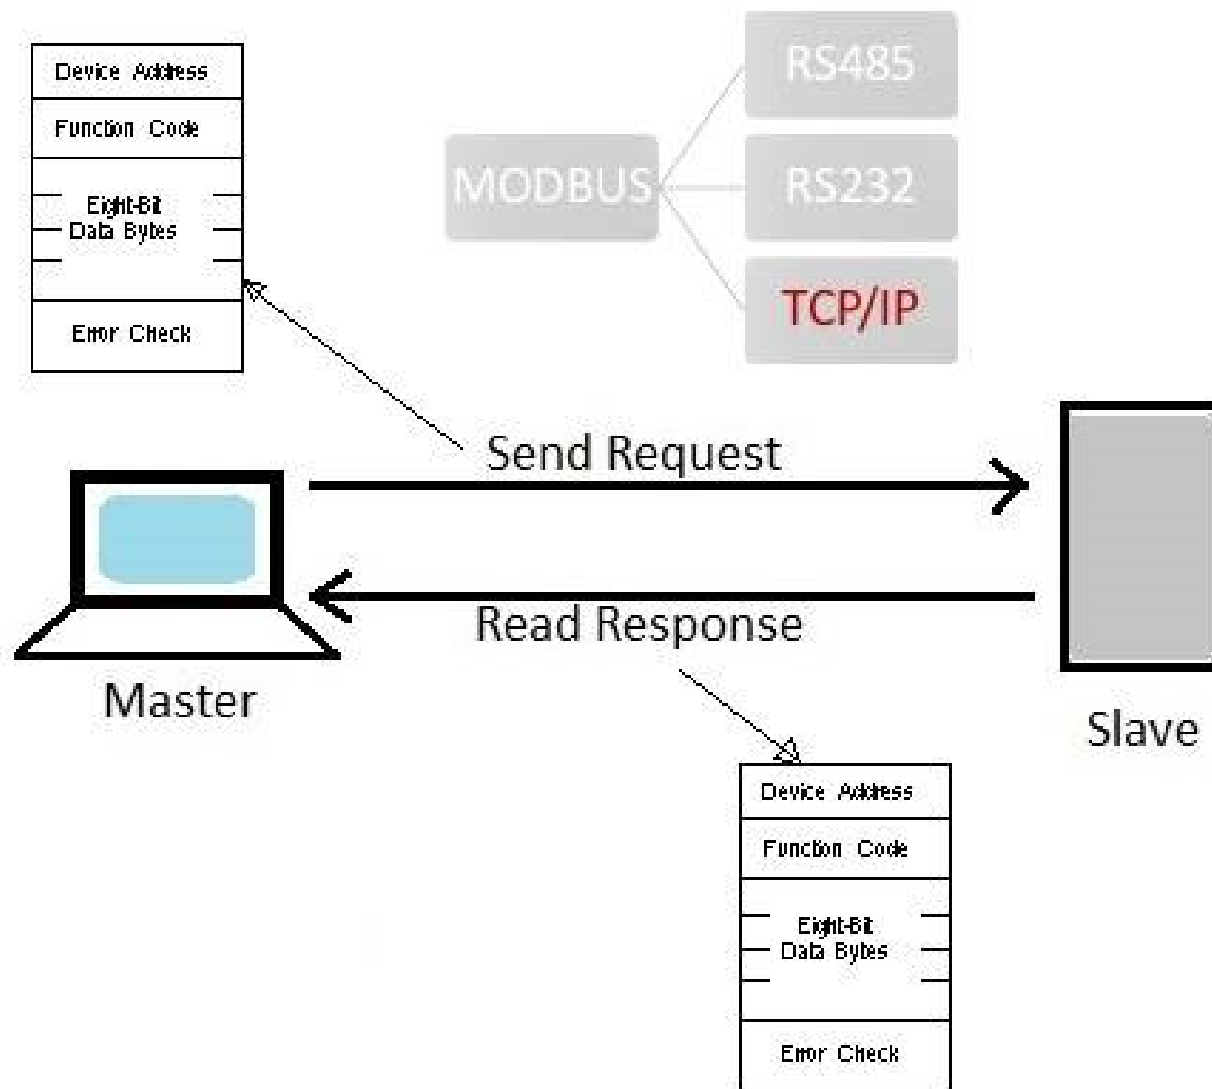 Device Address
Function Code
Eight-Bit
Data Bytes
Error Check
MODBUS
RS485
RS232
TCP/IP
Send Request
Read Response
Master
Slave
Device Address
Function Code
Eight-Bit
Data Bytes
Error Check